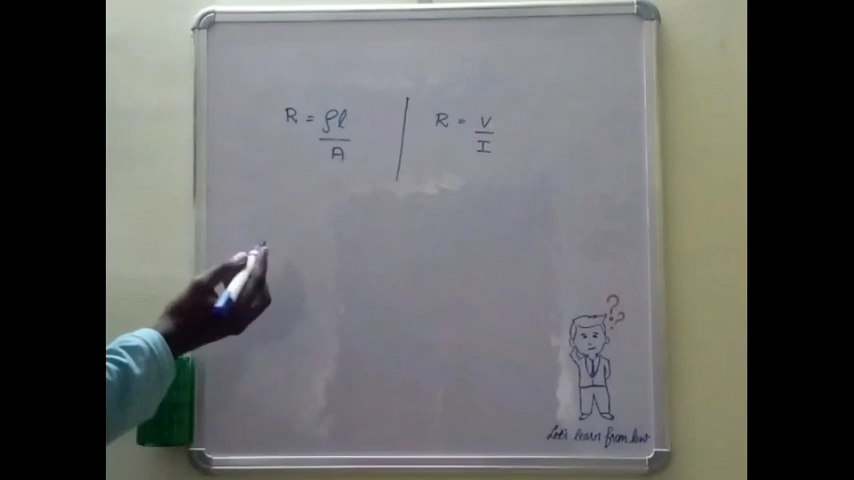 R = ρl/A
R = V/I
? ?
Let's learn from law